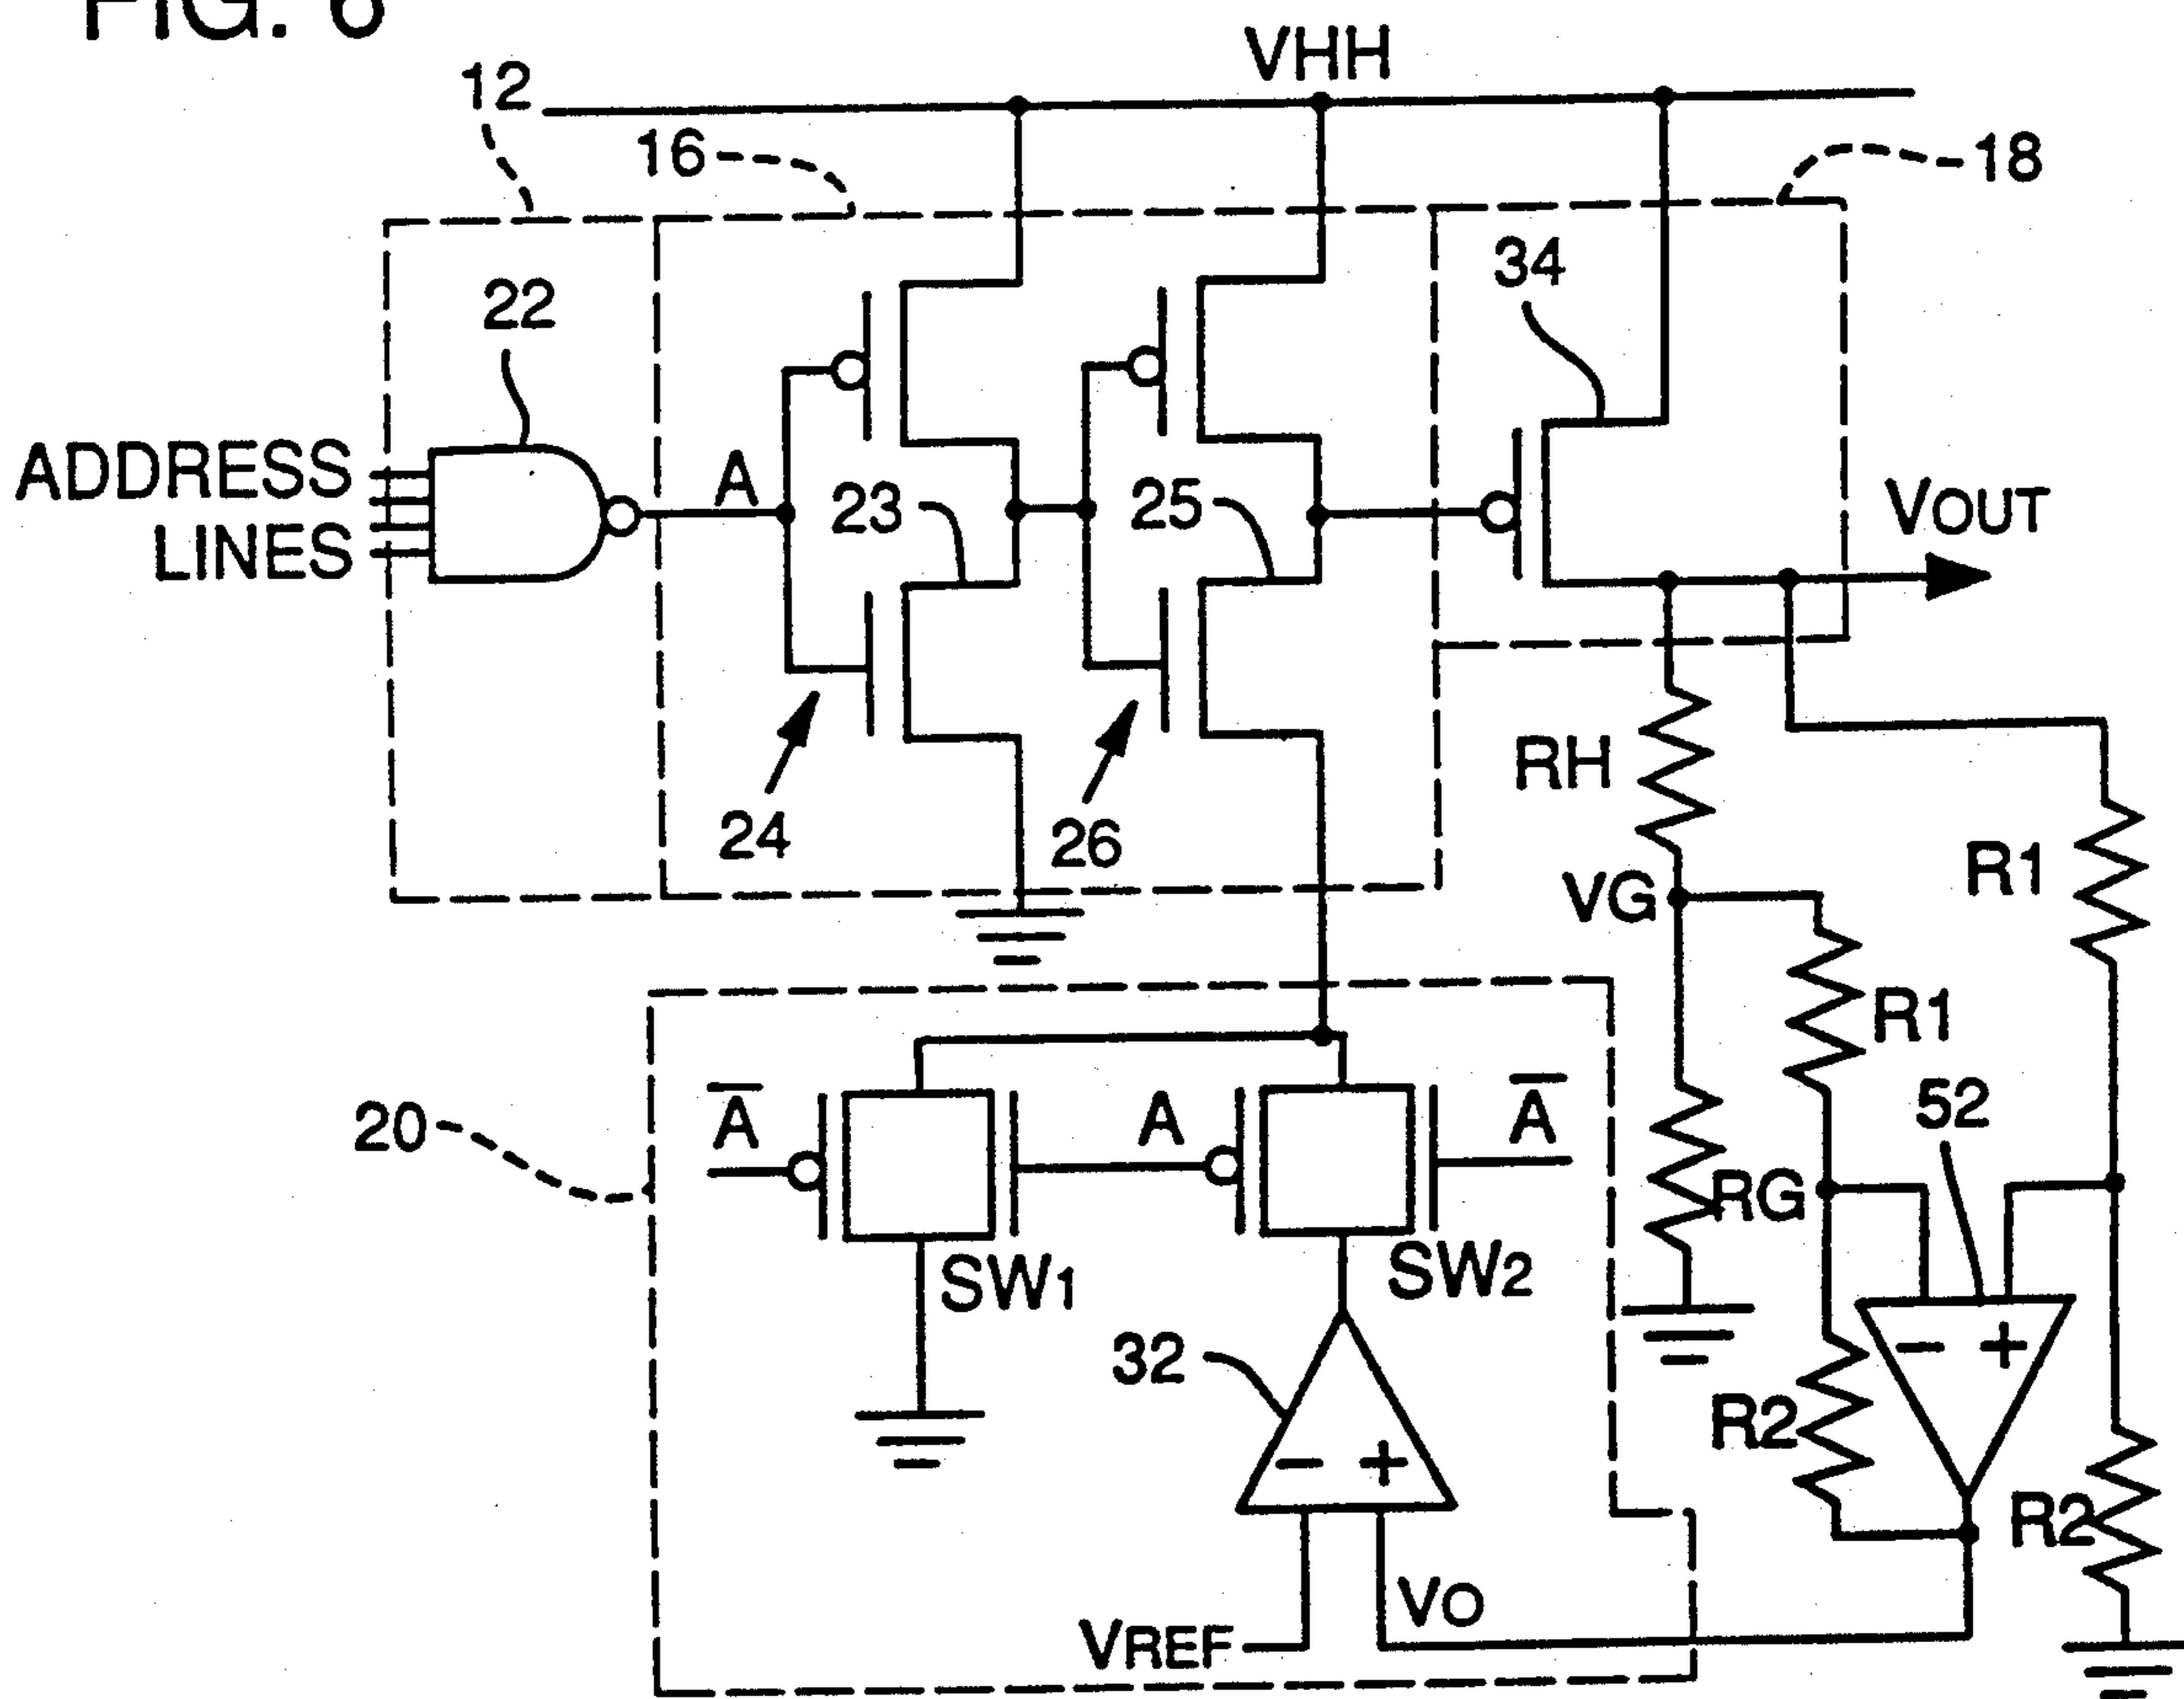 FIG. 6
VHH
12
16
18
34
22
ADDRESS
LINES
A
23
25
VOUT
24
26
RH
R1
VG
R1
A
A
A
52
20
RG
SW1
SW2
32
- +
- +
R2
R2
VREF
VO